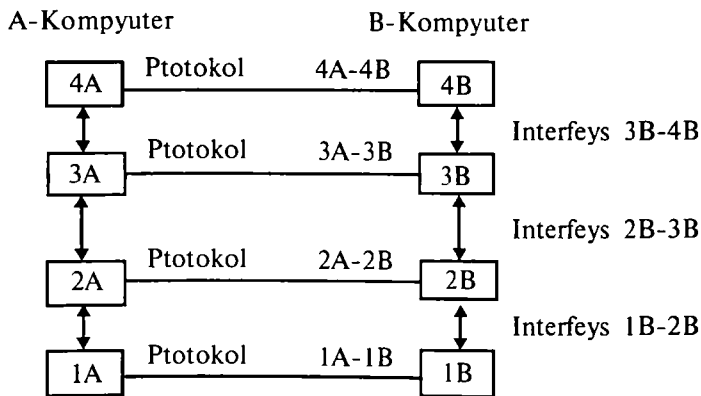 A-Kompyuter B-Kompyuter
Ptotokol 4A-4B
4A 4B
Interfeys 3B-4B
Ptotokol 3A-3B
3A 3B
Interfeys 2B-3B
Ptotokol 2A-2B
2A 2B
Interfeys 1B-2B
Ptotokol 1A-1B
1A 1B